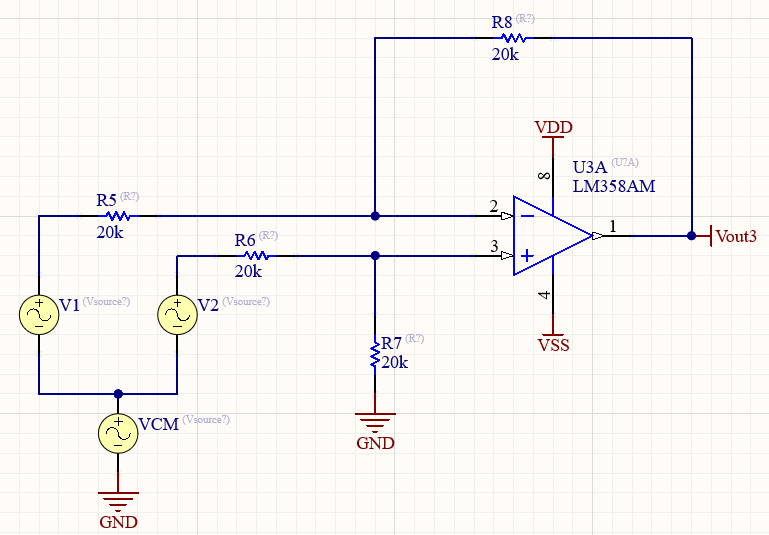 R8 (R?)
20k
VDD
8
U3A (U?A)
LM358AM
R5 (R?)
20k
2
1
Vout3
R6 (R?)
20k
3
4
V1 (Vsource?)
V2 (Vsource?)
R7 (R?)
20k
VSS
VCM (Vsource?)
GND
GND